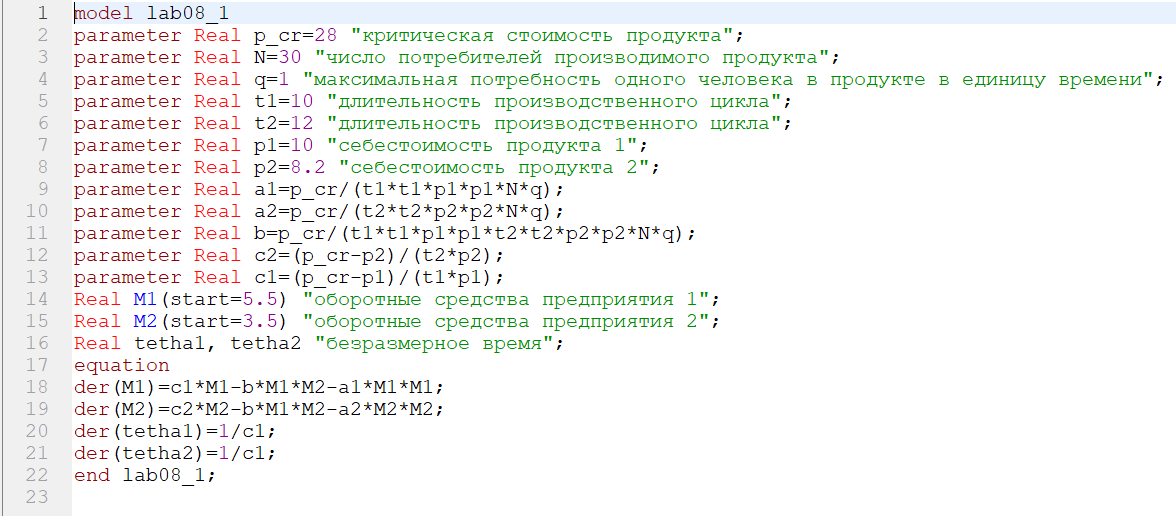 1 model lab08_1
2 parameter Real p_cr=28 "критическая стоимость продукта";
3 parameter Real N=30 "число потребителей производимого продукта";
4 parameter Real q=1 "максимальная потребность одного человека в продукте в единицу времени";
5 parameter Real t1=10 "длительность производственного цикла";
6 parameter Real t2=12 "длительность производственного цикла";
7 parameter Real p1=10 "себестоимость продукта 1";
8 parameter Real p2=8.2 "себестоимость продукта 2";
9 parameter Real a1=p_cr/(t1*t1*p1*p1*N*q);
10 parameter Real a2=p_cr/(t2*t2*p2*p2*N*q);
11 parameter Real b=p_cr/(t1*t1*p1*p1*t2*t2*p2*p2*N*q);
12 parameter Real c2=(p_cr-p2)/(t2*p2);
13 parameter Real c1=(p_cr-p1)/(t1*p1);
14 Real M1(start=5.5) "оборотные средства предприятия 1";
15 Real M2(start=3.5) "оборотные средства предприятия 2";
16 Real tetha1, tetha2 "безразмерное время";
17 equation
18 der(M1)=c1*M1-b*M1*M2-a1*M1*M1;
19 der(M2)=c2*M2-b*M1*M2-a2*M2*M2;
20 der(tetha1)=1/c1;
21 der(tetha2)=1/c1;
22 end lab08_1;
23